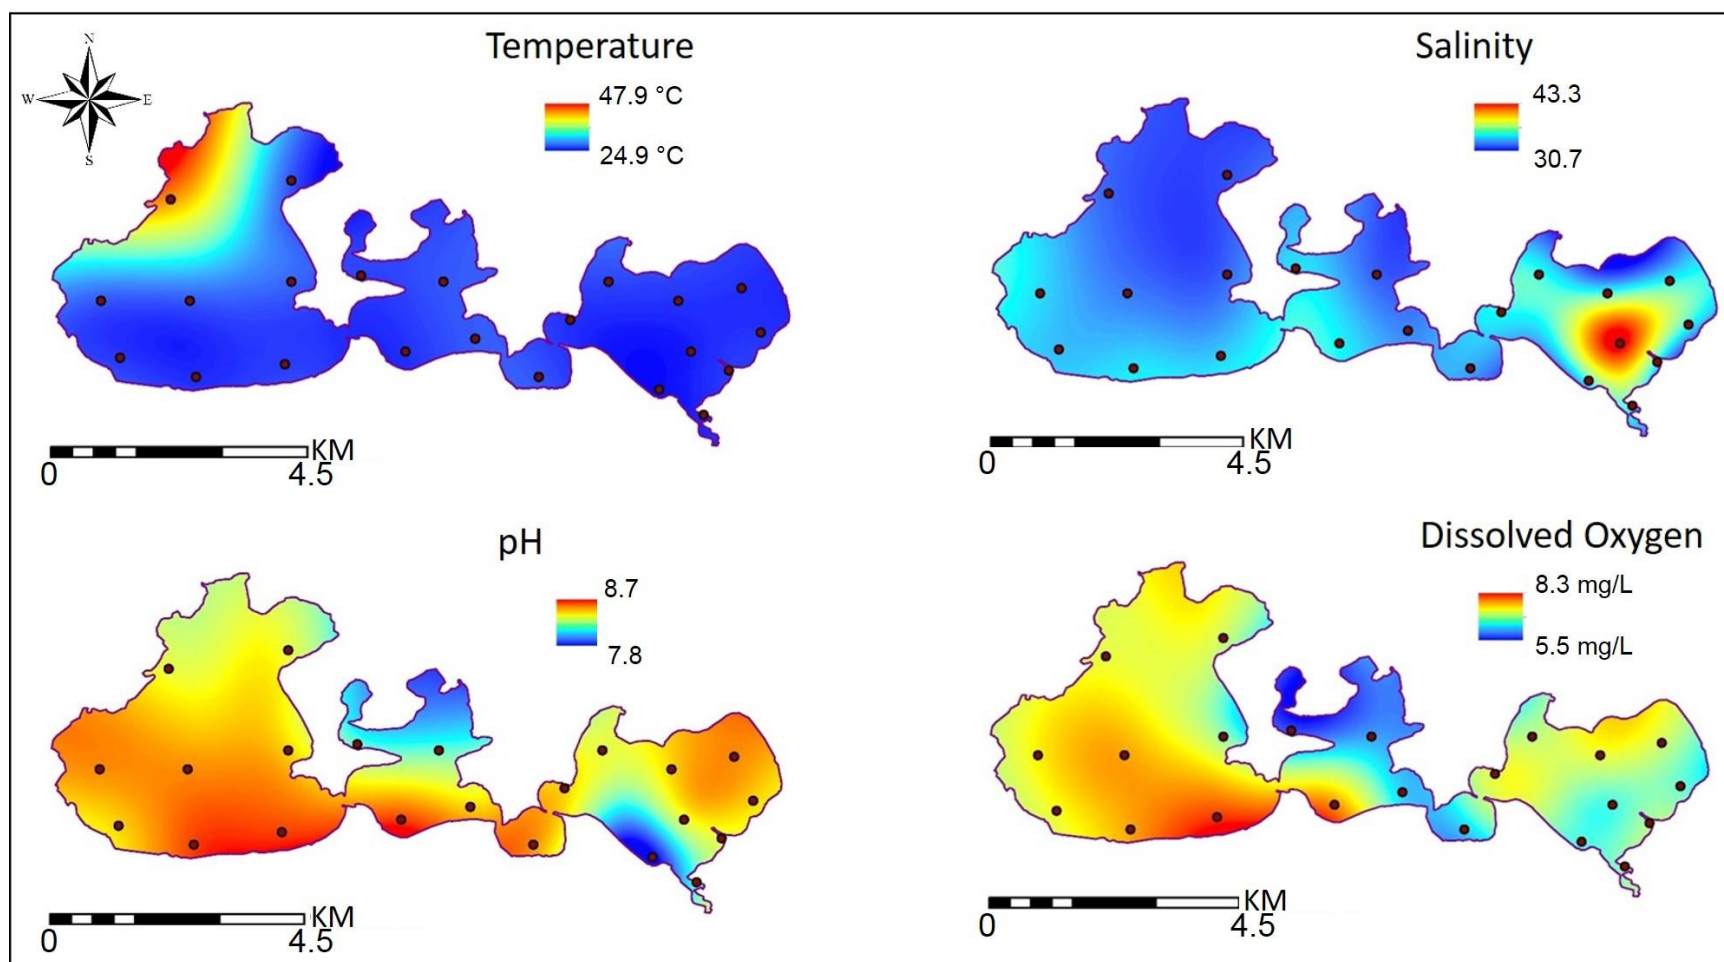 Temperature
47.9 °C
24.9 °C
N
W
E
S
KM
0
4.5
Salinity
43.3
30.7
KM
0
4.5
pH
8.7
7.8
KM
0
4.5
Dissolved Oxygen
8.3 mg/L
5.5 mg/L
KM
0
4.5